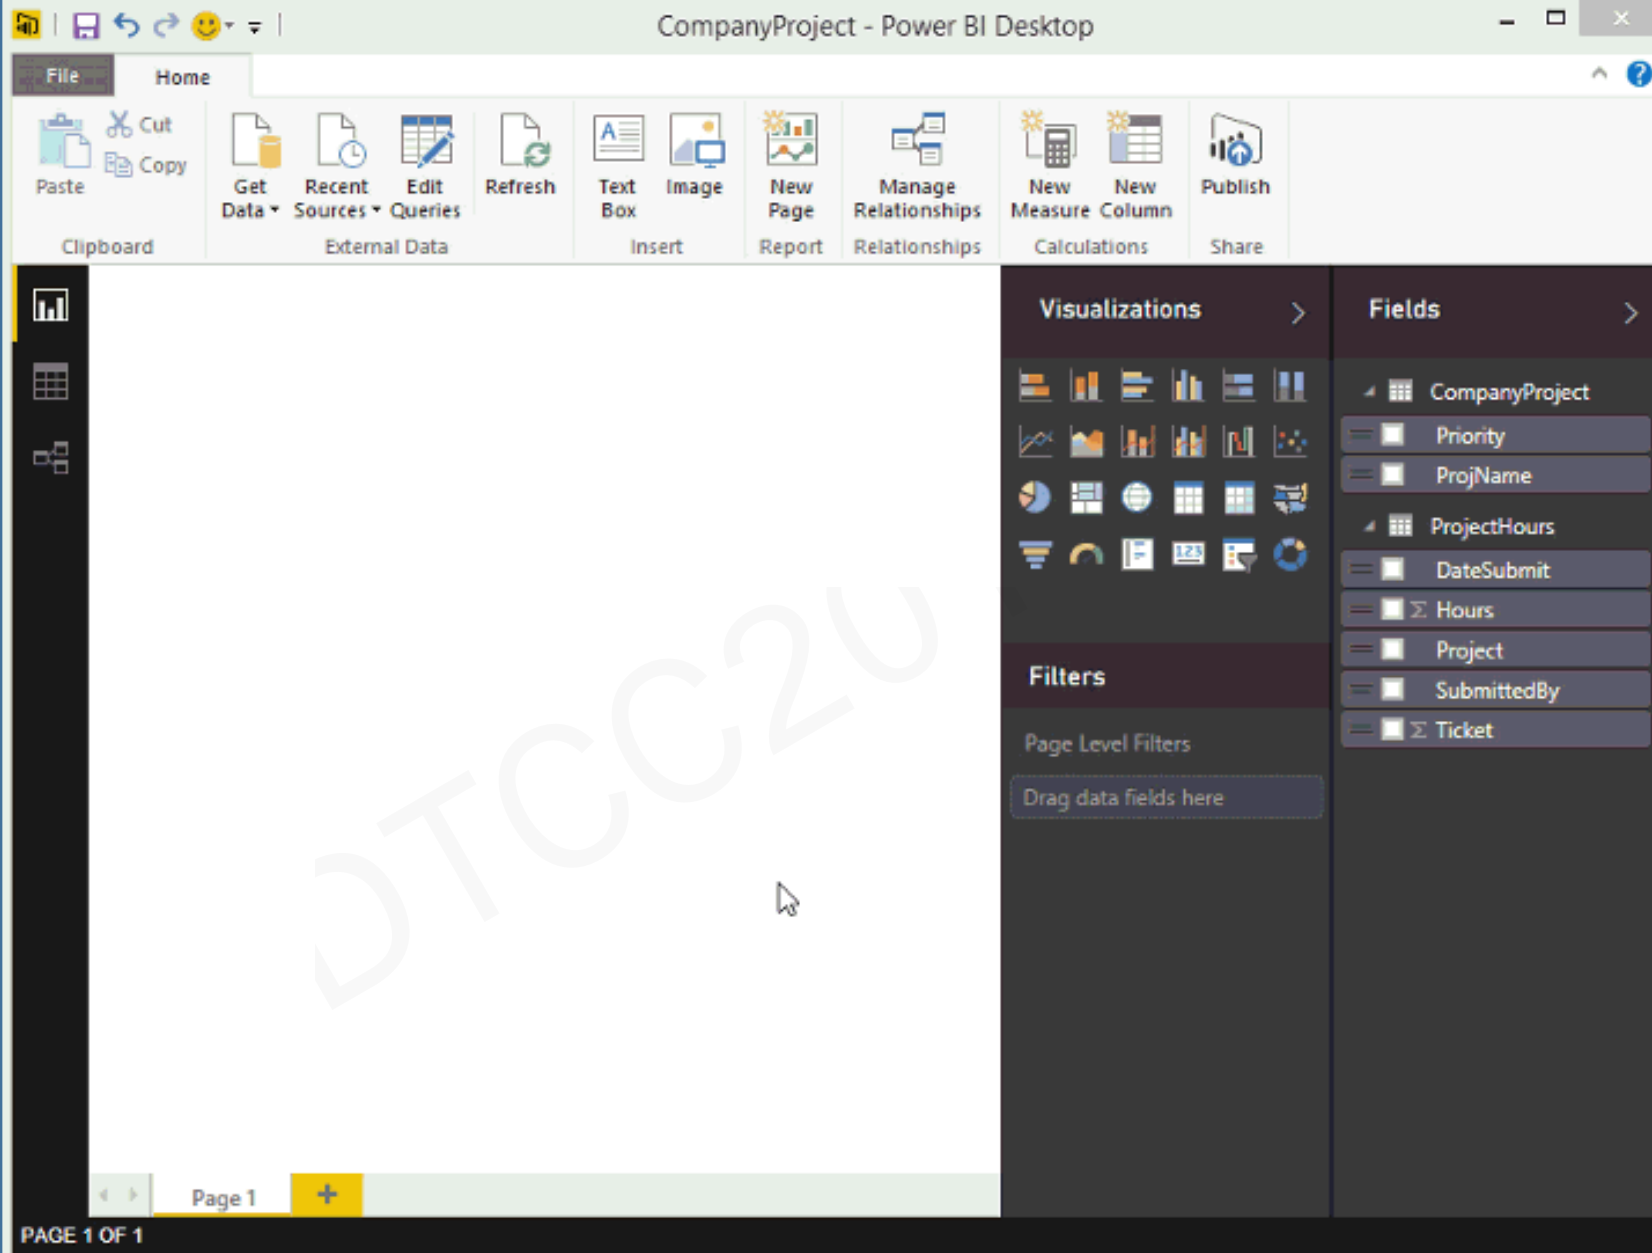 CompanyProject - Power BI Desktop
File
Home
Paste
Cut
Copy
Clipboard
Get Data
Recent Sources
Edit Queries
Refresh
External Data
Text Box
Image
Insert
New Page
Report
Manage Relationships
Relationships
New Measure
New Column
Calculations
Publish
Share
Visualizations
123
Filters
Page Level Filters
Drag data fields here
Fields
CompanyProject
Priority
ProjName
ProjectHours
DateSubmit
Σ Hours
Project
SubmittedBy
Σ Ticket
DTCC20
Page 1
PAGE 1 OF 1